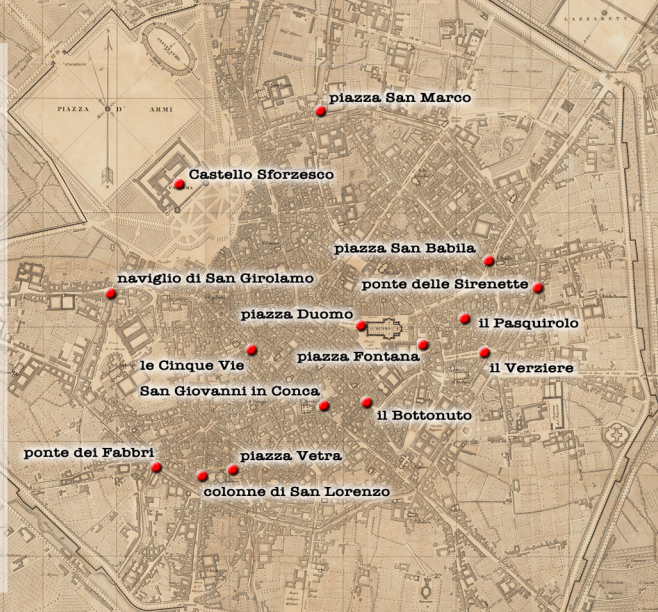 LAZZARETTO
piazza San Marco
PIAZZA D' ARMI
Castello Sforzesco
piazza San Babila
naviglio di San Girolamo
ponte delle Sirenette
piazza Duomo
il Pasquirolo
piazza Fontana
le Cinque Vie
il Verziere
San Giovanni in Conca
il Bottonuto
ponte dei Fabbri
piazza Vetra
colonne di San Lorenzo